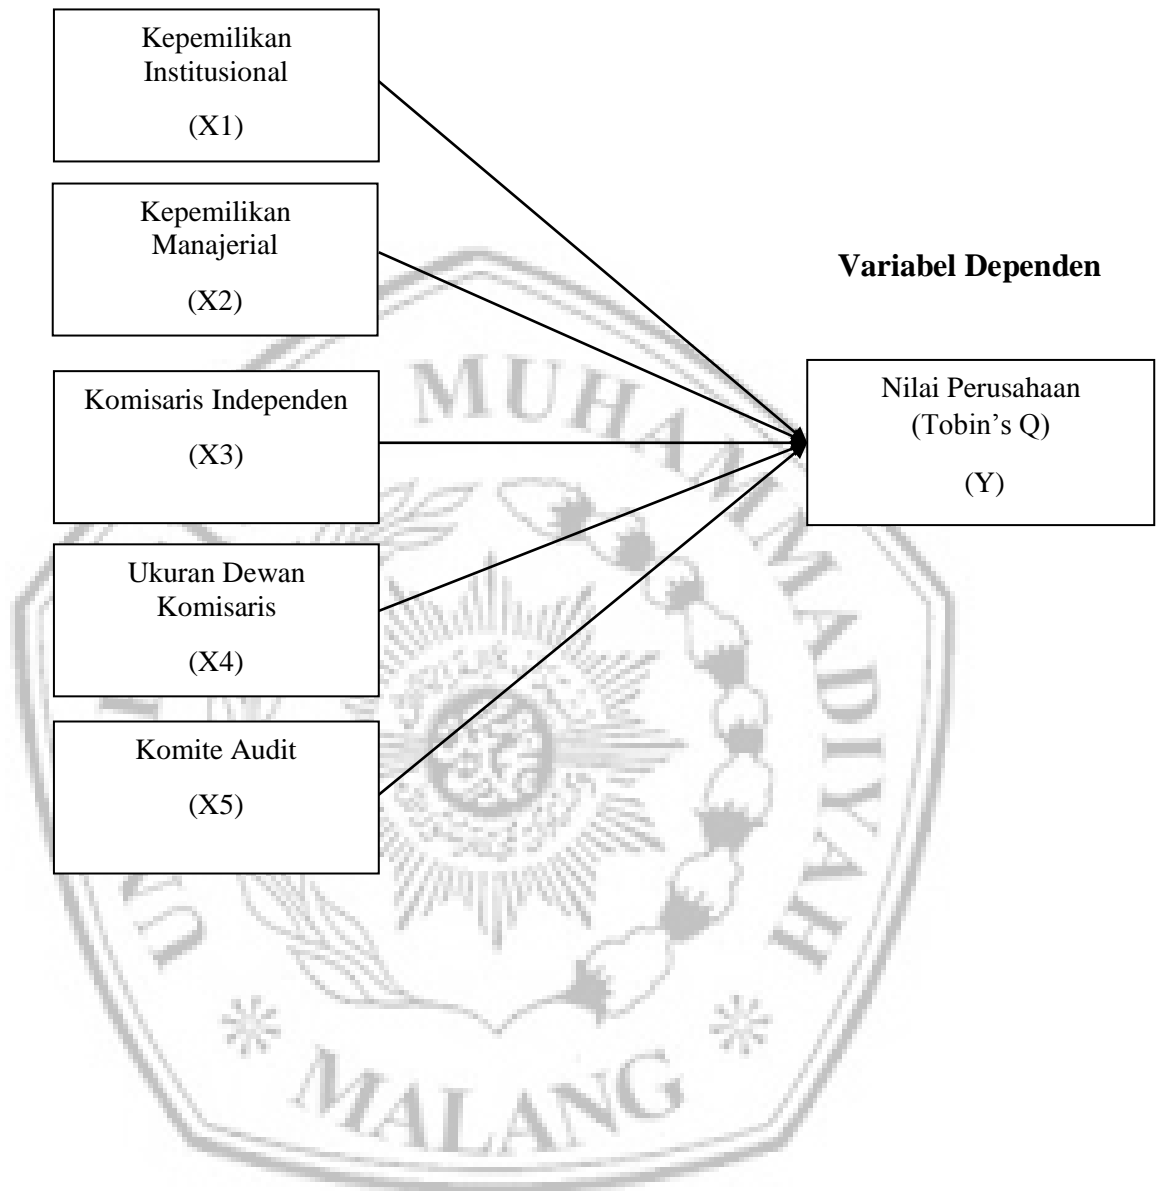 Kepemilikan
Institusional
(X1)
Kepemilikan
Manajerial
(X2)
Komisaris Independen
(X3)
Ukuran Dewan
Komisaris
(X4)
Komite Audit
(X5)
Variabel Dependen
Nilai Perusahaan
(Tobin’s Q)
(Y)
MUHAMMADIYAH
MALANG